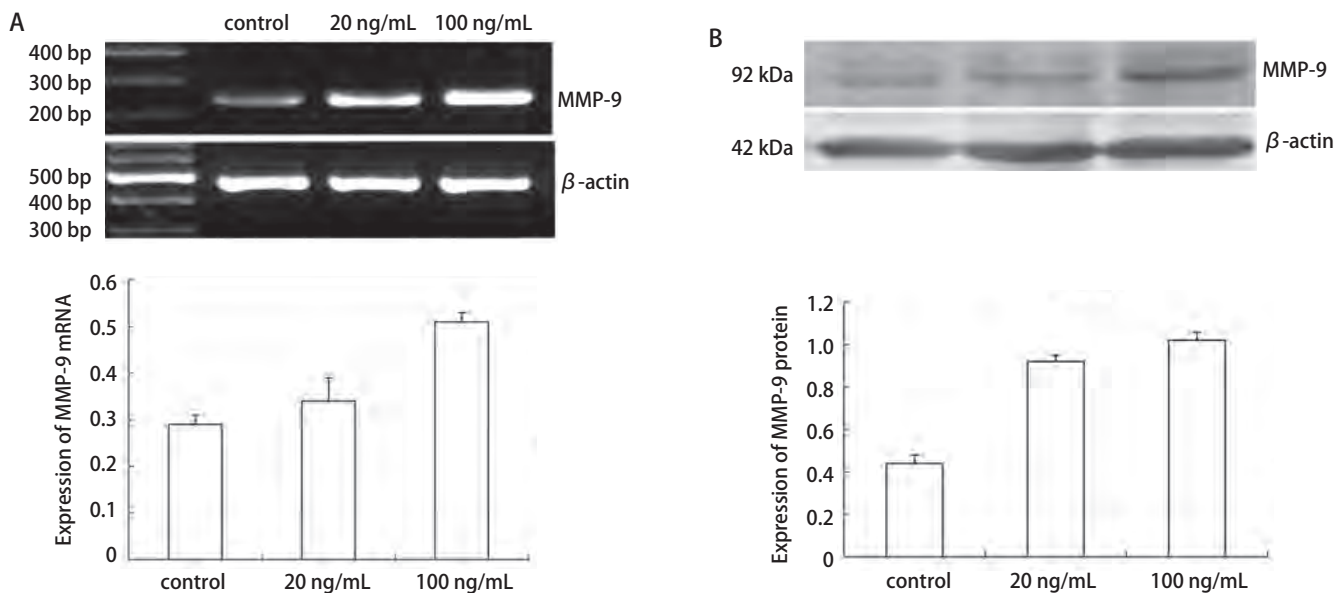 A
control 20 ng/mL 100 ng/mL
400 bp
300 bp
200 bp
MMP-9
500 bp
400 bp
300 bp
β-actin
Expression of MMP-9 mRNA
0.6
0.5
0.4
0.3
0.2
0.1
0
control 20 ng/mL 100 ng/mL
B
92 kDa
MMP-9
42 kDa
β-actin
Expression of MMP-9 protein
1.2
1.0
0.8
0.6
0.4
0.2
0
control 20 ng/mL 100 ng/mL